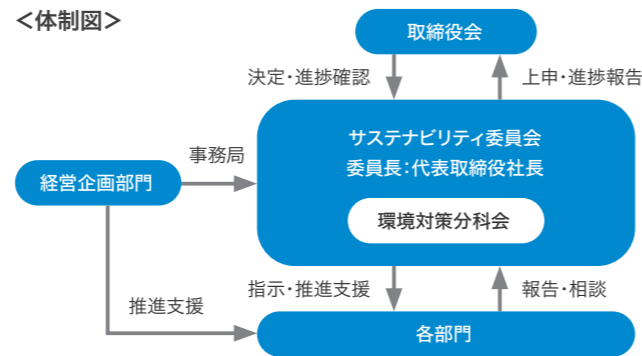 ＜体制図＞
取締役会
決定・進捗確認
上申・進捗報告
サステナビリティ委員会
委員長：代表取締役社長
事務局
経営企画部門
環境対策分科会
指示・推進支援
報告・相談
推進支援
各部門